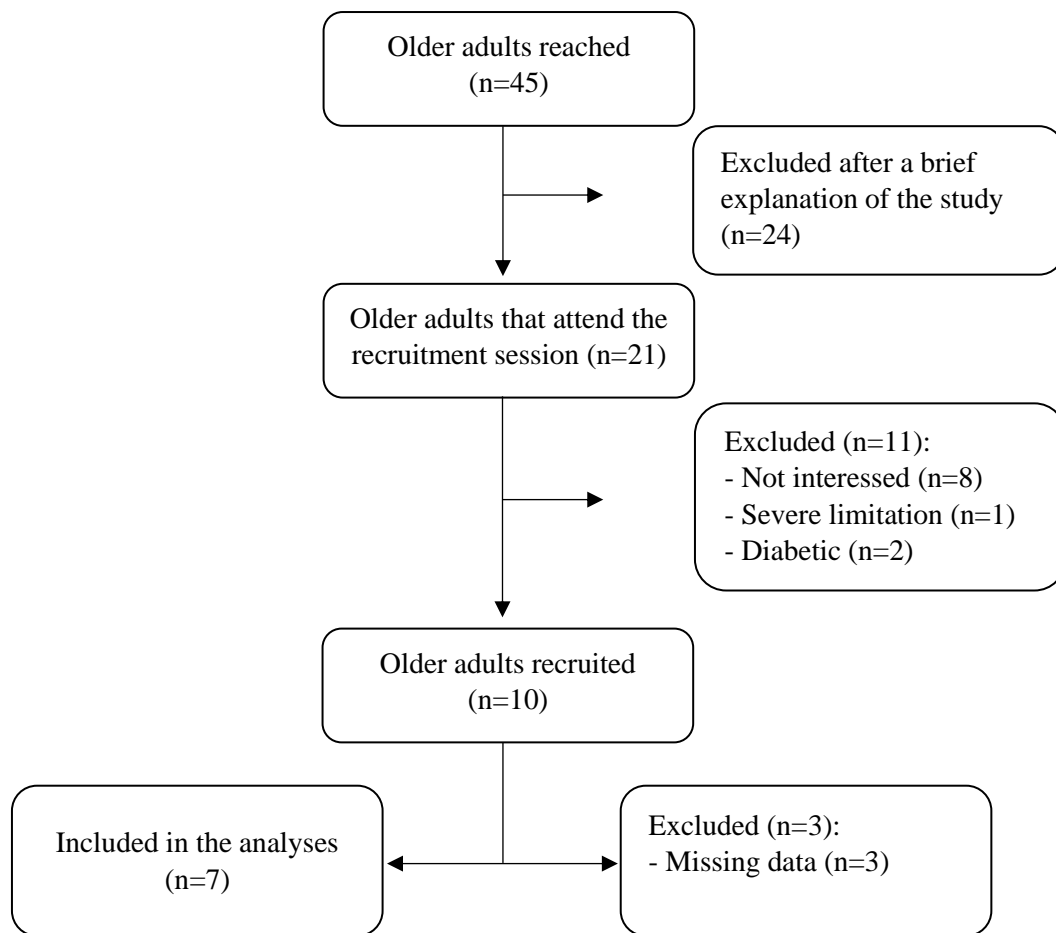 Older adults reached
(n=45)
Excluded after a brief
explanation of the study
(n=24)
Older adults that attend the
recruitment session (n=21)
Excluded (n=11):
- Not interessed (n=8)
- Severe limitation (n=1)
- Diabetic (n=2)
Older adults recruited
(n=10)
Included in the analyses
(n=7)
Excluded (n=3):
- Missing data (n=3)